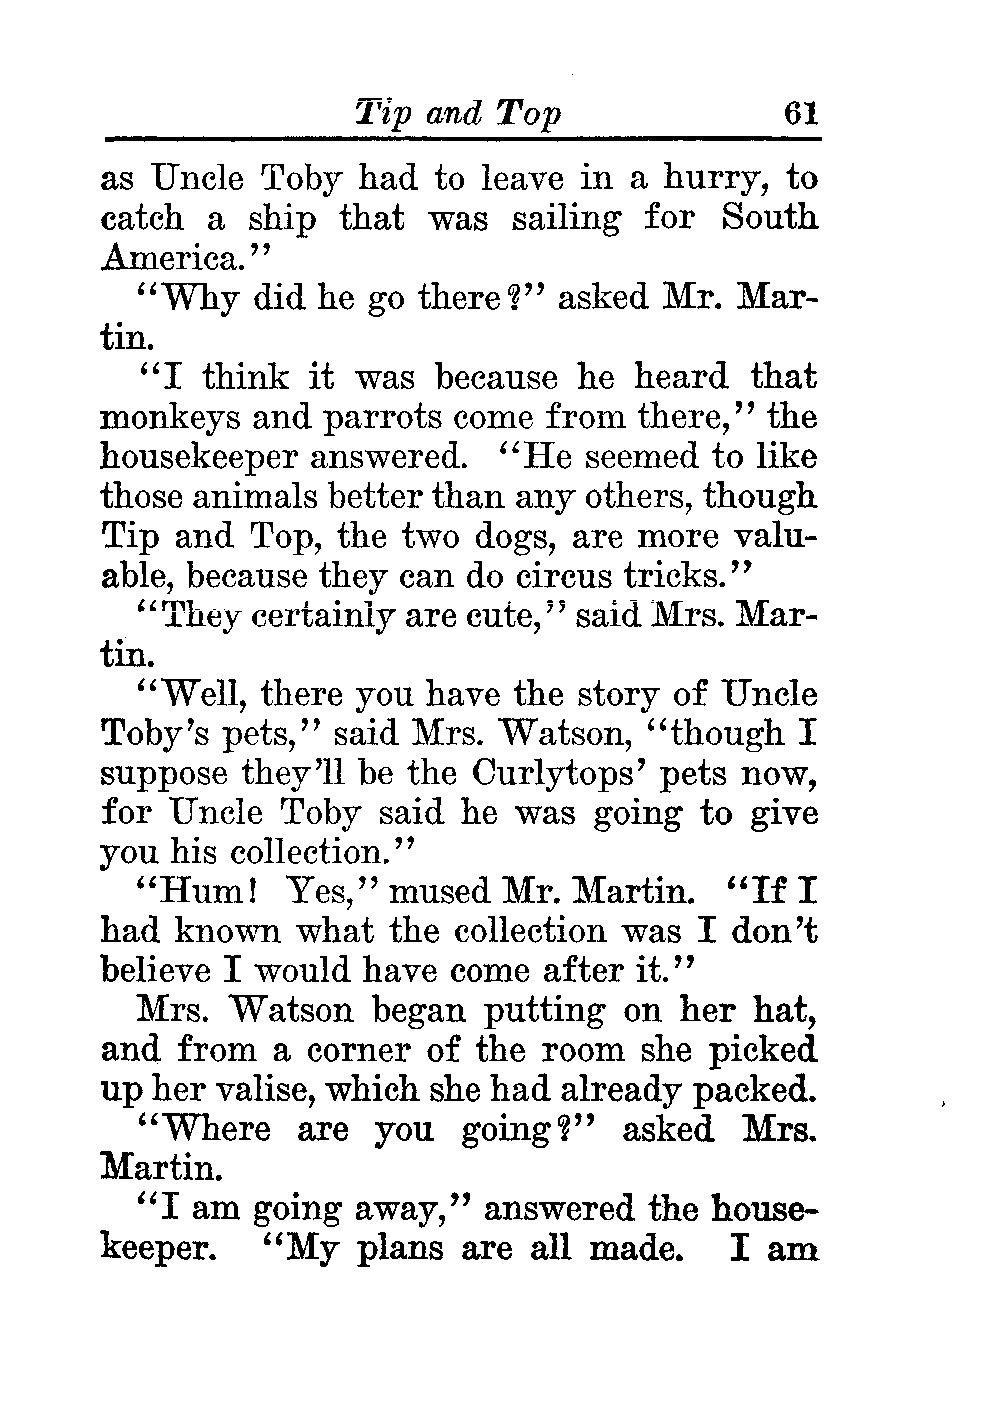 Tip and Top 61
as Uncle Toby had to leave in a hurry, to
catch a ship that was sailing for South
America.”
“Why did he go there?” asked Mr. Mar-
tin.
“I think it was because he heard that
monkeys and parrots come from there,” the
housekeeper answered. “He seemed to like
those animals better than any others, though
Tip and Top, the two dogs, are more valu-
able, because they can do circus tricks.”
“They certainly are cute,” said Mrs. Mar-
tin.
“Well, there you have the story of Uncle
Toby’s pets,” said Mrs. Watson, “though I
suppose they’ll be the Curlytops’ pets now,
for Uncle Toby said he was going to give
you his collection.”
“Hum! Yes,” mused Mr. Martin. “If I
had known what the collection was I don’t
believe I would have come after it.”
Mrs. Watson began putting on her hat,
and from a corner of the room she picked
up her valise, which she had already packed.
“Where are you going?” asked Mrs.
Martin.
“I am going away,” answered the house-
keeper. “My plans are all made. I am